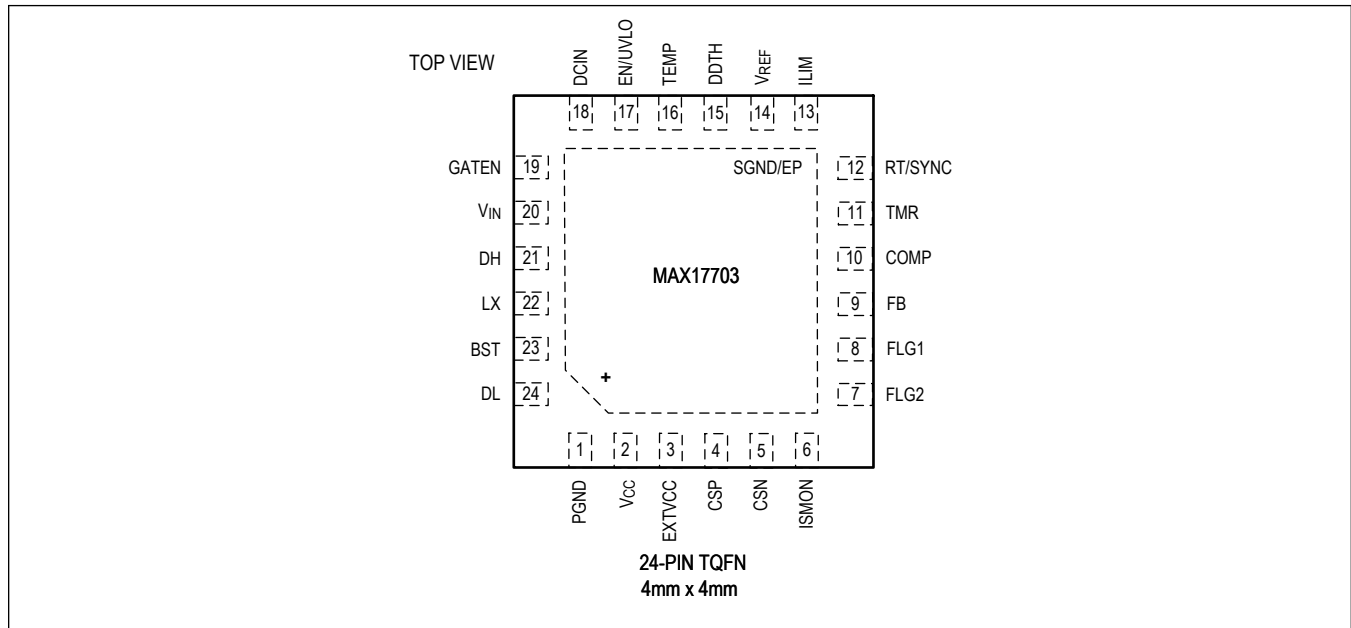 TOP VIEW
DCIN
EN/UVLO
TEMP
DDTH
VREF
ILIM
18
17
16
15
14
13
GATEN 19
SGND/EP
12 RT/SYNC
VIN 20
11 TMR
DH 21
MAX17703
10 COMP
LX 22
9 FB
BST 23
8 FLG1
+
DL 24
7 FLG2
1
2
3
4
5
6
PGND
VCC
EXTVCC
CSP
CSN
ISMON
24-PIN TQFN
4mm x 4mm